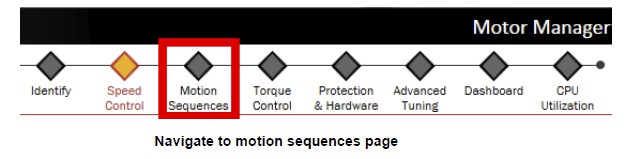 Motor Manager
Identify
Speed
Control
Motion
Sequences
Torque
Control
Protection
& Hardware
Advanced
Tuning
Dashboard
CPU
Utilization
Navigate to motion sequences page